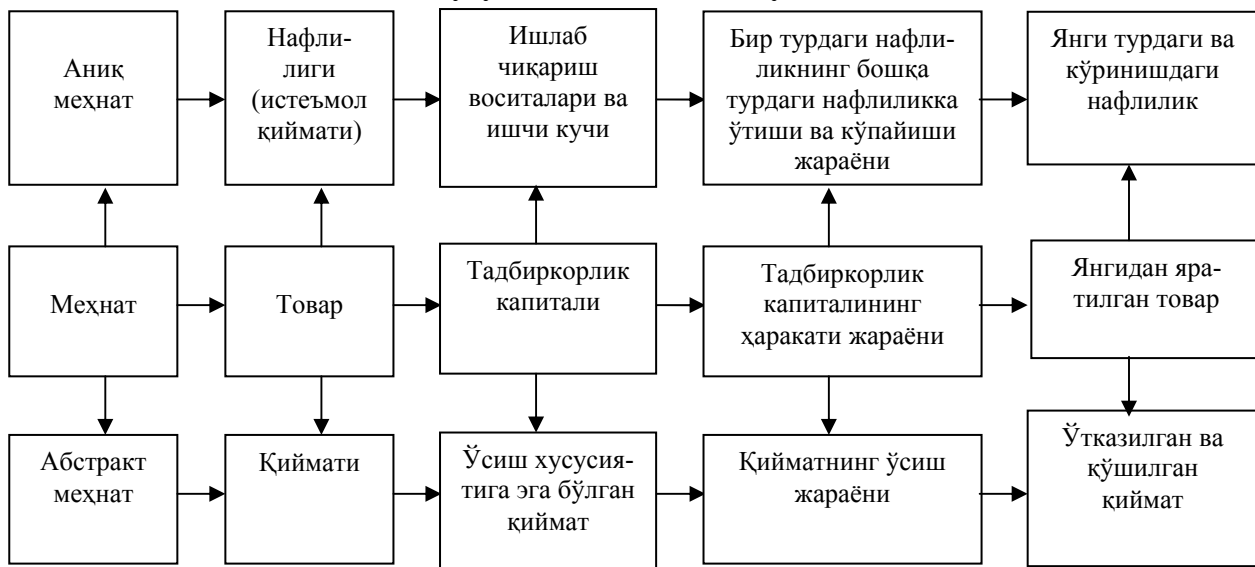 Аниқ
меҳнат
Нафли-
лиги
(истеъмол
қиймати)
Ишлаб
чиқариш
воситалари ва
ишчи кучи
Бир турдаги нафли-
ликнинг бошқа
турдаги нафлиликка
ўтиши ва кўпайиши
жараёни
Янги турдаги ва
кўринишдаги
нафлилик
Меҳнат
Товар
Тадбиркорлик
капитали
Тадбиркорлик
капиталининг
ҳаракати жараёни
Янгидан яра-
тилган товар
Абстракт
меҳнат
Қиймати
Ўсиш хусусия-
тига эга бўлган
қиймат
Қийматнинг ўсиш
жараёни
Ўтказилган ва
қўшилган
қиймат